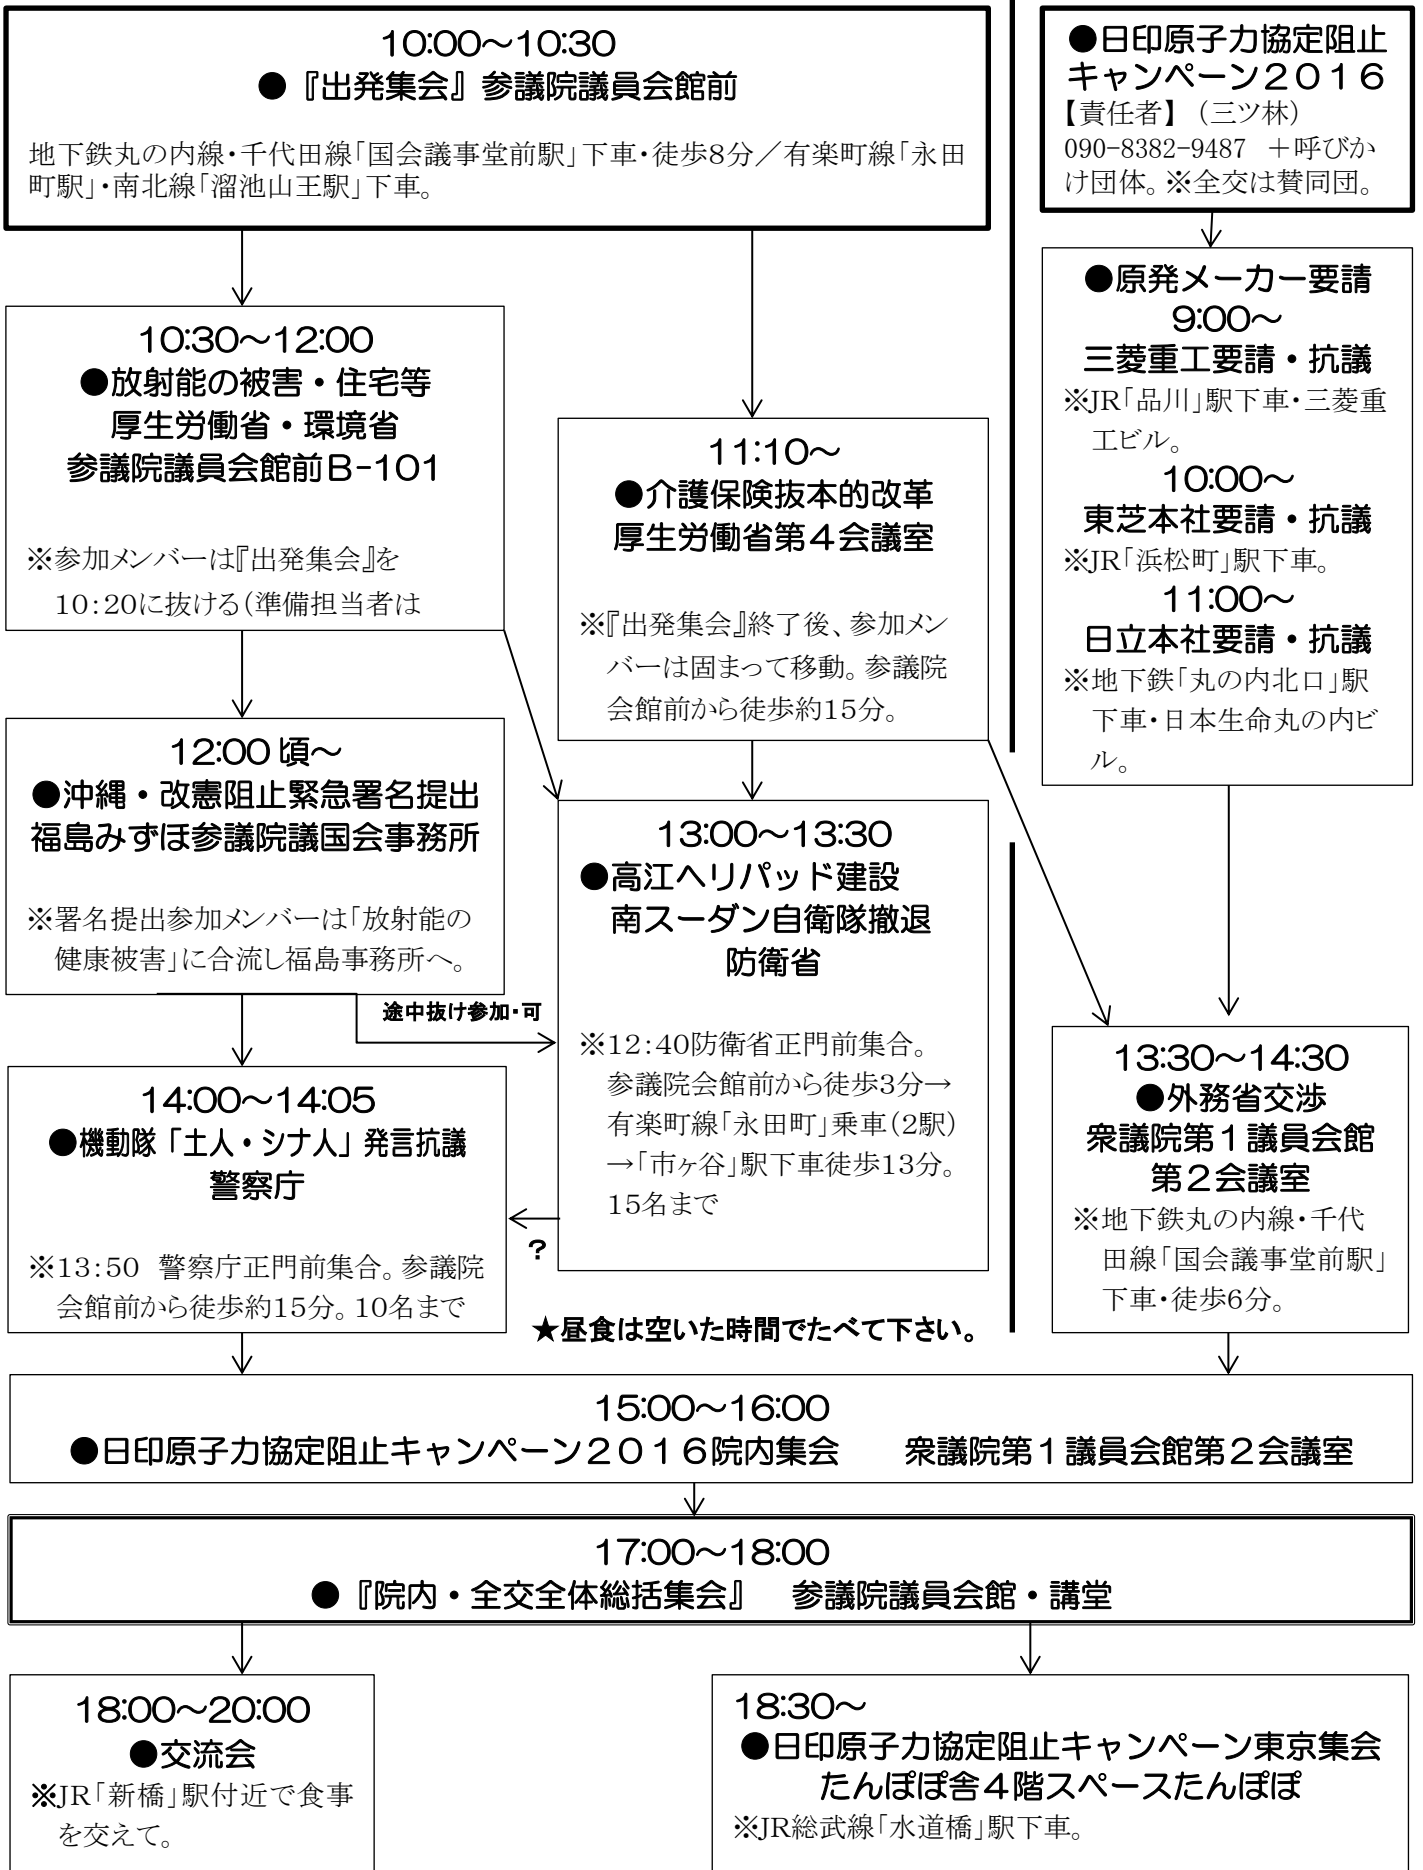 10:00～10:30
●『出発集会』参議院議員会館前
地下鉄丸の内線・千代田線「国会議事堂前駅」下車・徒歩8分／有楽町線「永田
町駅」・南北線「溜池山王駅」下車。
●日印原子力協定阻止
キャンペーン２０１６
【責任者】（三ツ林）
090-8382-9487　＋呼びか
け団体。※全交は賛同団。
10:30～12:00
●放射能の被害・住宅等
厚生労働省・環境省
参議院議員会館前Ｂ-101
※参加メンバーは『出発集会』を
10：20に抜ける（準備担当者は
11:10～
●介護保険抜本的改革
厚生労働省第４会議室
※『出発集会』終了後、参加メン
バーは固まって移動。参議院
会館前から徒歩約15分。
●原発メーカー要請
9:00～
三菱重工要請・抗議
※JR「品川」駅下車・三菱重
工ビル。
10:00～
東芝本社要請・抗議
※JR「浜松町」駅下車。
11:00～
日立本社要請・抗議
※地下鉄「丸の内北口」駅
下車・日本生命丸の内ビ
ル。
12:00 頃～
●沖縄・改憲阻止緊急署名提出
福島みずほ参議院議国会事務所
※署名提出参加メンバーは「放射能の
健康被害」に合流し福島事務所へ。
途中抜け参加・可
13:00～13:30
●高江ヘリパッド建設
南スーダン自衛隊撤退
防衛省
※12：40防衛省正門前集合。
参議院会館前から徒歩3分→
有楽町線「永田町」乗車（2駅）
→「市ヶ谷」駅下車徒歩13分。
15名まで
14:00～14:05
●機動隊「土人・シナ人」発言抗議
警察庁
※13：50　警察庁正門前集合。参議院
会館前から徒歩約15分。10名まで
？
★昼食は空いた時間でたべて下さい。
13:30～14:30
●外務省交渉
衆議院第１議員会館
第２会議室
※地下鉄丸の内線・千代
田線「国会議事堂前駅」
下車・徒歩6分。
15:00～16:00
●日印原子力協定阻止キャンペーン２０１６院内集会　　衆議院第１議員会館第２会議室
17:00～18:00
●『院内・全交全体総括集会』　参議院議員会館・講堂
18:00～20:00
●交流会
※JR「新橋」駅付近で食事
を交えて。
18:30～
●日印原子力協定阻止キャンペーン東京集会
たんぽぽ舎４階スペースたんぽぽ
※JR総武線「水道橋」駅下車。